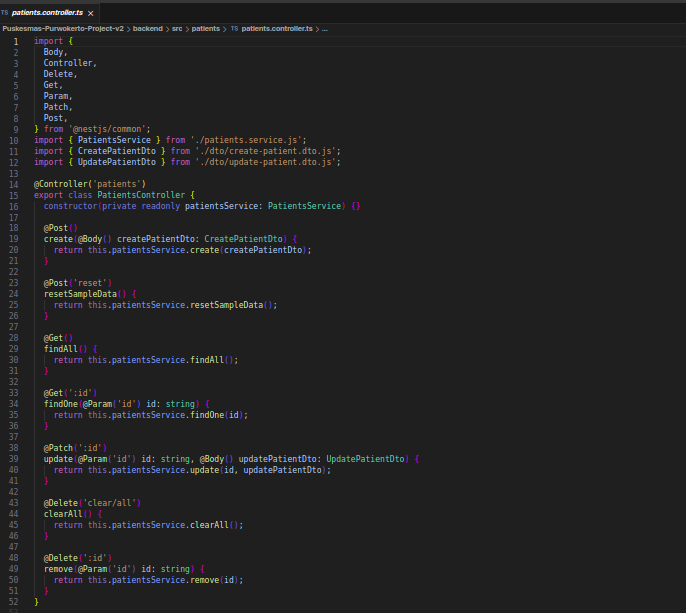 TS patients.controller.ts ×
Puskesmas-Purwokerto-Project-v2 > backend > src > patients > TS patients.controller.ts > ...
1 import {
2   Body,
3   Controller,
4   Delete,
5   Get,
6   Param,
7   Patch,
8   Post,
9 } from '@nestjs/common';
10 import { PatientsService } from './patients.service.js';
11 import { CreatePatientDto } from './dto/create-patient.dto.js';
12 import { UpdatePatientDto } from './dto/update-patient.dto.js';
13
14 @Controller('patients')
15 export class PatientsController {
16   constructor(private readonly patientsService: PatientsService) {}
17
18   @Post()
19   create(@Body() createPatientDto: CreatePatientDto) {
20     return this.patientsService.create(createPatientDto);
21   }
22
23   @Post('reset')
24   resetSampleData() {
25     return this.patientsService.resetSampleData();
26   }
27
28   @Get()
29   findAll() {
30     return this.patientsService.findAll();
31   }
32
33   @Get(':id')
34   findOne(@Param('id') id: string) {
35     return this.patientsService.findOne(id);
36   }
37
38   @Patch(':id')
39   update(@Param('id') id: string, @Body() updatePatientDto: UpdatePatientDto) {
40     return this.patientsService.update(id, updatePatientDto);
41   }
42
43   @Delete('clear/all')
44   clearAll() {
45     return this.patientsService.clearAll();
46   }
47
48   @Delete(':id')
49   remove(@Param('id') id: string) {
50     return this.patientsService.remove(id);
51   }
52 }
53